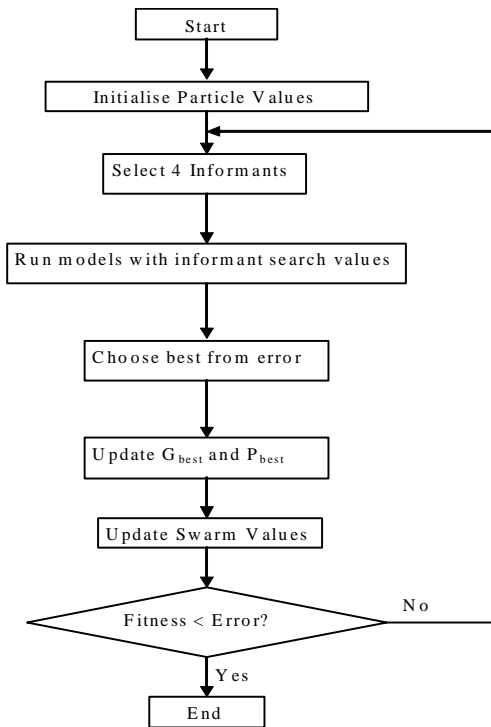 Start
Initialise Particle Values
Select 4 Informants
Run models with informant search values
Choose best from error
Update Gbest and Pbest
Update Swarm Values
Fitness < Error?
No
Yes
End